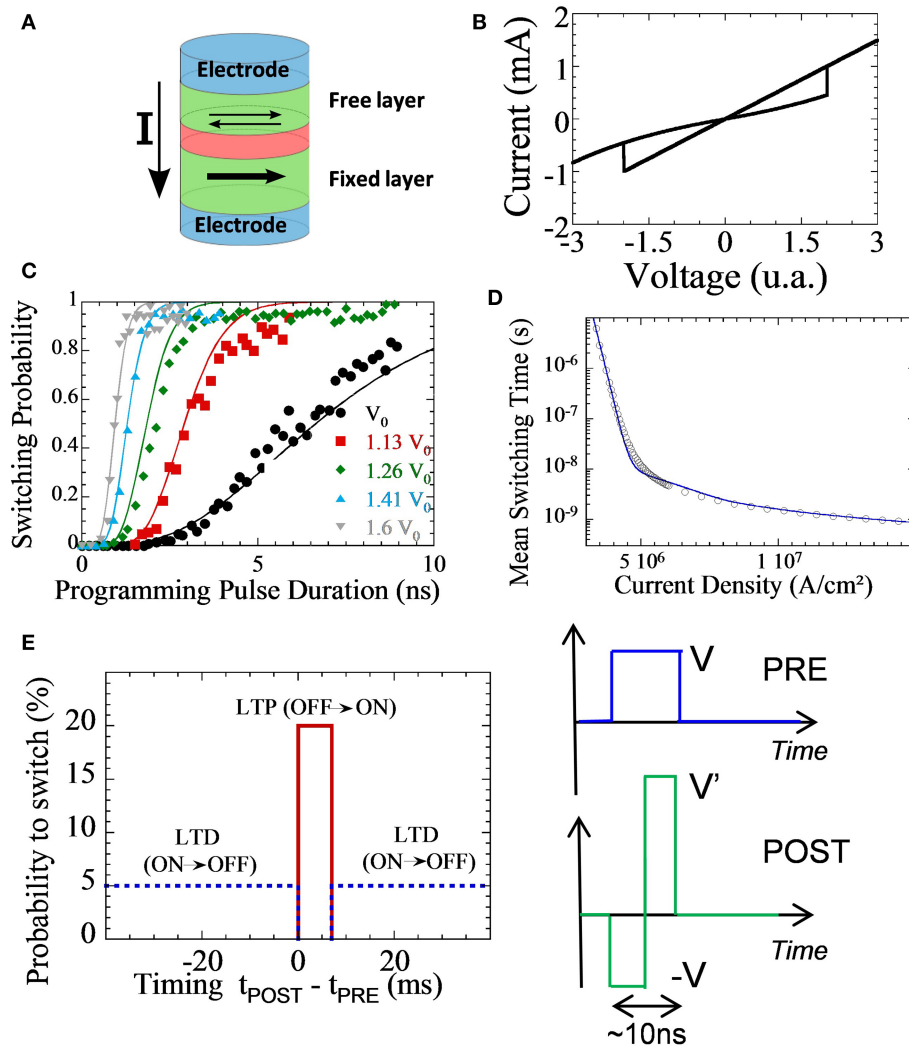 A
Electrode
Free layer
I
Fixed layer
Electrode
B
Current (mA)
2
1
0
-1
-2
-3
-1.5
0
1.5
3
Voltage (u.a.)
C
Switching Probability
1
0.8
0.6
0.4
0.2
0
0
5
10
V₀
1.13 V₀
1.26 V₀
1.41 V₀
1.6 V₀
Programming Pulse Duration (ns)
D
Mean Switching Time (s)
10⁻⁶
10⁻⁷
10⁻⁸
10⁻⁹
5 10⁶
1 10⁷
Current Density (A/cm²)
E
Probability to switch (%)
20
15
10
5
0
LTP (OFF→ON)
LTD
(ON→OFF)
LTD
(ON→OFF)
-20
0
20
Timing t_POST - t_PRE (ms)
V
PRE
Time
V'
POST
Time
-V
~10ns